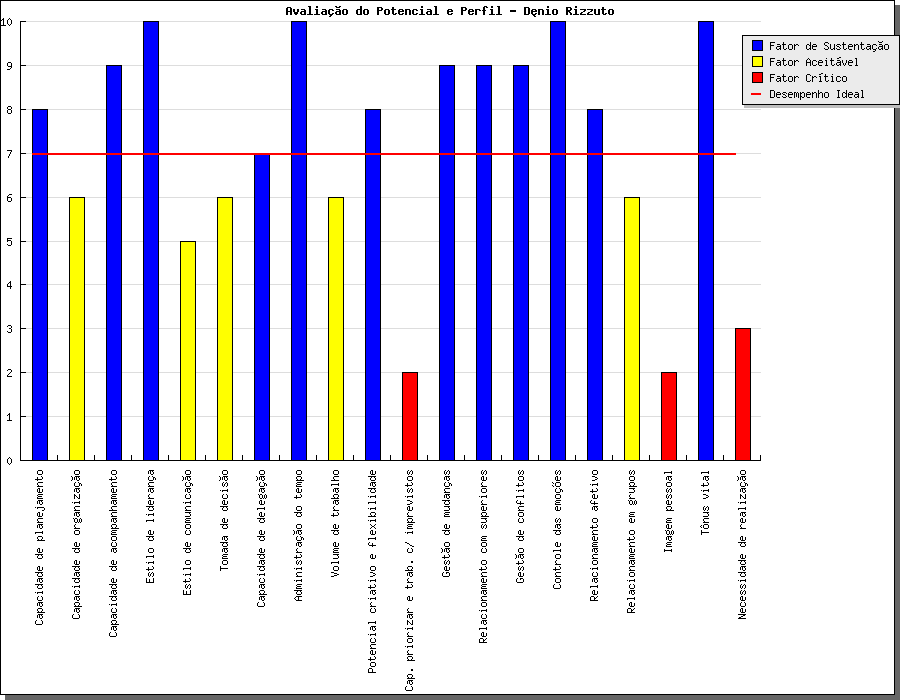 Avaliação do Potencial e Perfil - Dęnio Rizzuto
Fator de Sustentação
Fator Aceitável
Fator Crítico
Desempenho Ideal
10
9
8
7
6
5
4
3
2
1
0
Capacidade de planejamento
Capacidade de organização
Capacidade de acompanhamento
Estilo de liderança
Estilo de comunicação
Tomada de decisão
Capacidade de delegação
Administração do tempo
Volume de trabalho
Potencial criativo e flexibilidade
Cap. priorizar e trab. c/ imprevistos
Gestão de mudanças
Relacionamento com superiores
Gestão de conflitos
Controle das emoções
Relacionamento afetivo
Relacionamento em grupos
Imagem pessoal
Tônus vital
Necessidade de realização